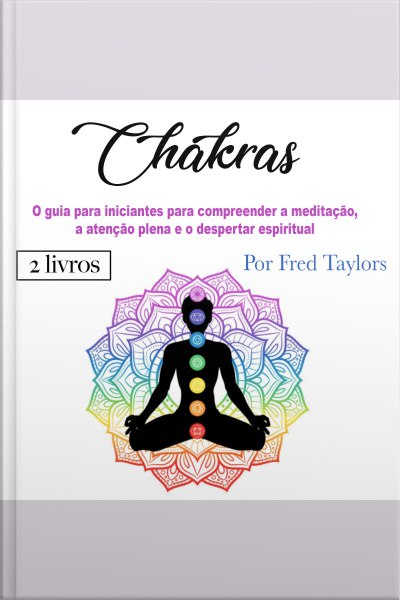 Chakras
O guia para iniciantes para compreender a meditação,
a atenção plena e o despertar espiritual
2 livros
Por Fred Taylors